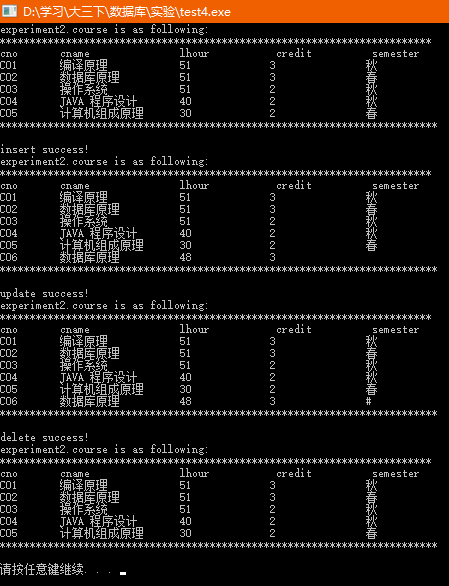 D:\学习\大三下\数据库\实验\test4.exe
experiment2.course is as following:
************************************************************************
cno cname lhour credit semester
C01 编译原理 51 3 秋
C02 数据库原理 51 3 春
C03 操作系统 51 2 秋
C04 JAVA 程序设计 40 2 秋
C05 计算机组成原理 30 2 春
*************************************************************************
insert success!
experiment2.course is as following:
************************************************************************
cno cname lhour credit semester
C01 编译原理 51 3 秋
C02 数据库原理 51 3 春
C03 操作系统 51 2 秋
C04 JAVA 程序设计 40 2 秋
C05 计算机组成原理 30 2 春
C06 数据库原理 48 3
*************************************************************************
update success!
experiment2.course is as following:
************************************************************************
cno cname lhour credit semester
C01 编译原理 51 3 秋
C02 数据库原理 51 3 春
C03 操作系统 51 2 秋
C04 JAVA 程序设计 40 2 秋
C05 计算机组成原理 30 2 春
C06 数据库原理 48 3 #
*************************************************************************
delete success!
experiment2.course is as following:
************************************************************************
cno cname lhour credit semester
C01 编译原理 51 3 秋
C02 数据库原理 51 3 春
C03 操作系统 51 2 秋
C04 JAVA 程序设计 40 2 秋
C05 计算机组成原理 30 2 春
*************************************************************************
请按任意键继续. . .